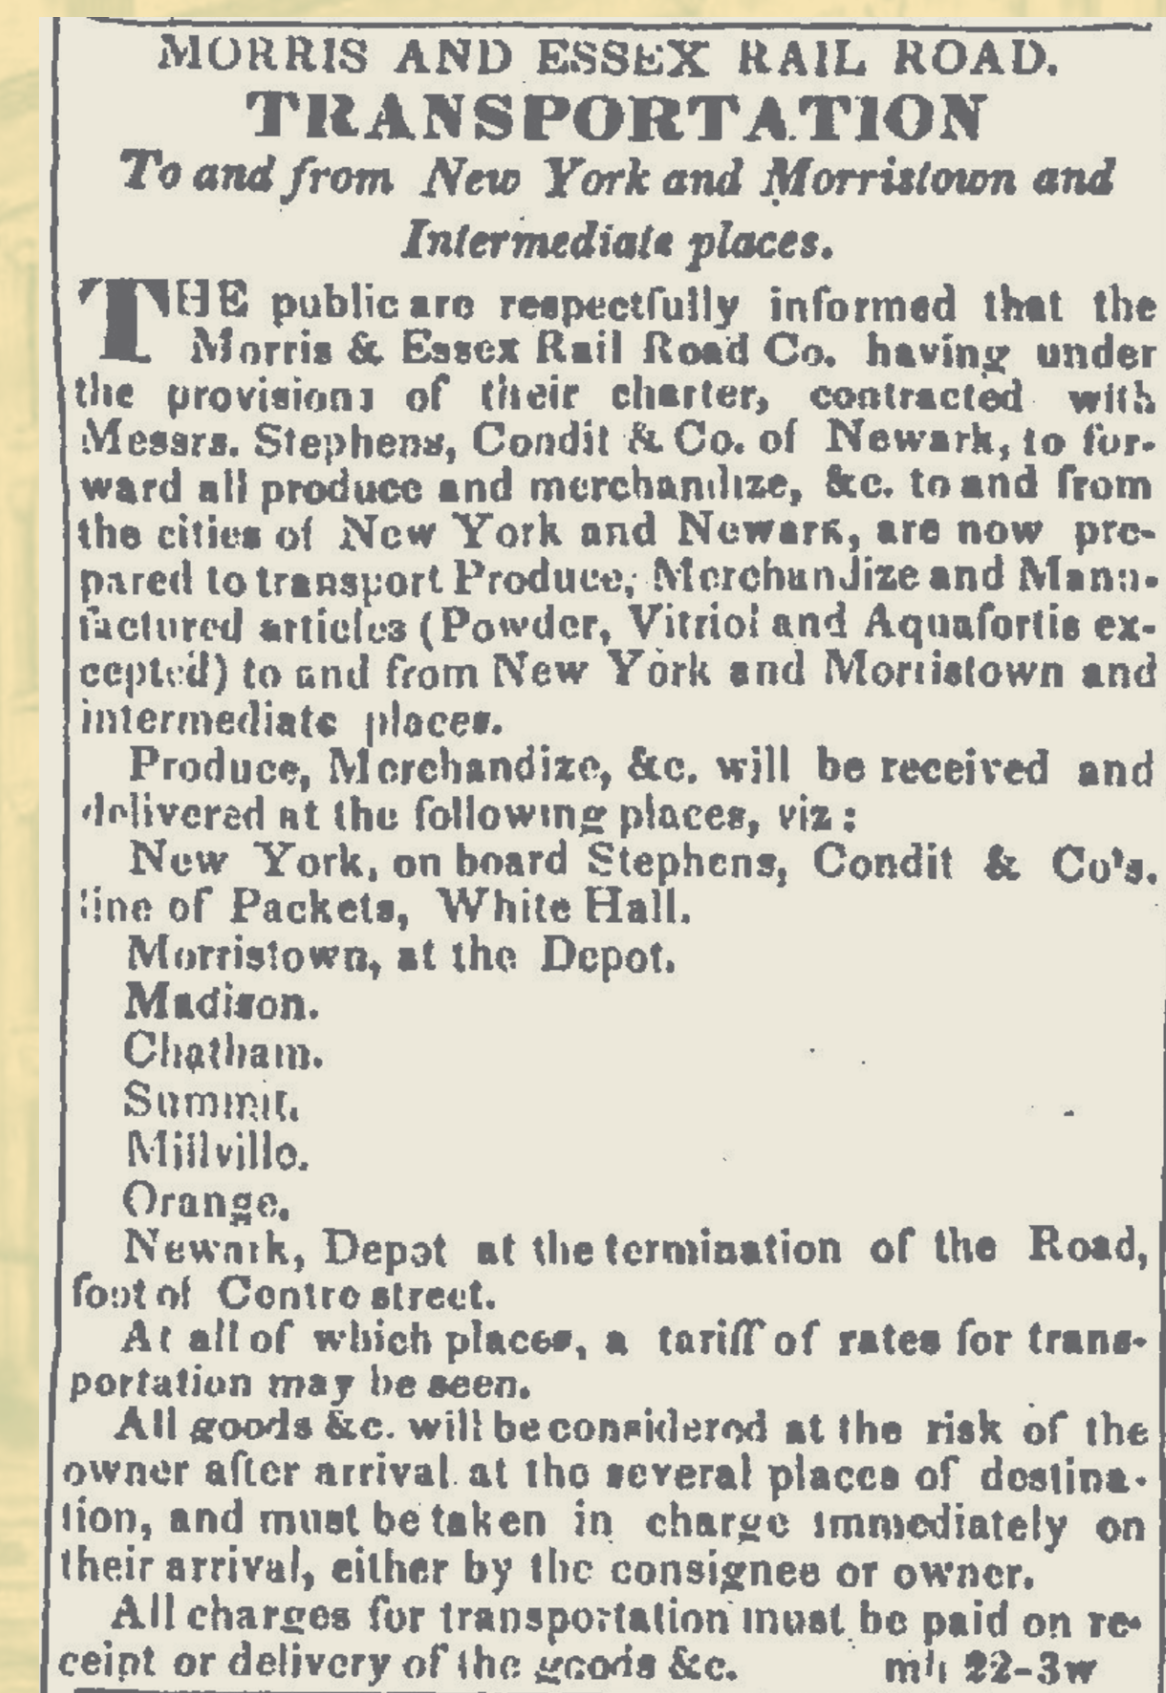 MORRIS AND ESSEX RAIL ROAD.
TRANSPORTATION
To and from New York and Morristown and
Intermediate places.
THE public are respectfully informed that the
Morris & Essex Rail Road Co. having under
the provisions of their charter, contracted with
Messrs. Stephens, Condit & Co. of Newark, to for-
ward all produce and merchandize, &c. to and from
the cities of New York and Newark, are now pre-
pared to transport Produce, Merchandize and Manu-
factured articles (Powder, Vitriol and Aquafortis ex-
cepted) to and from New York and Morristown and
intermediate places.
Produce, Merchandize, &c. will be received and
delivered at the following places, viz:
New York, on board Stephens, Condit & Co's.
line of Packets, White Hall.
Morristown, at the Depot.
Madison.
Chatham.
Summit.
Millville.
Orange.
Newark, Depot at the termination of the Road,
foot of Centre street.
At all of which places, a tariff of rates for trans-
portation may be seen.
All goods &c. will be considered at the risk of the
owner after arrival at the several places of destina-
tion, and must be taken in charge immediately on
their arrival, either by the consignee or owner.
All charges for transportation must be paid on re-
ceipt or delivery of the goods &c. mh 22-3w